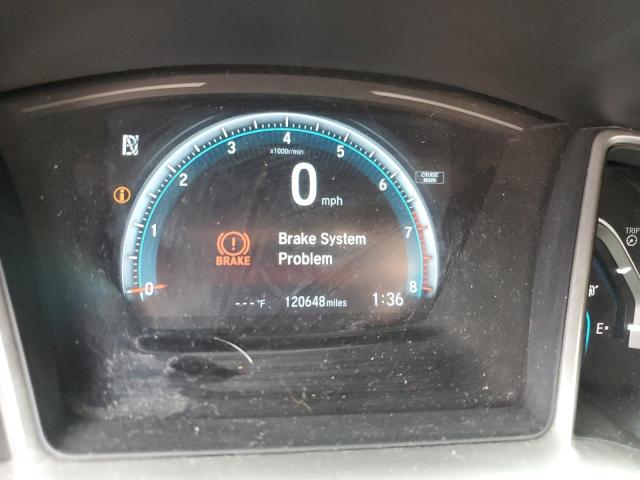 4
3
5
x1000r/min
2
6
0 mph
CRUISE
MAIN
1
7
BRAKE
Brake System
Problem
0
8
---°F
120648 miles
1:36
TRIP
E